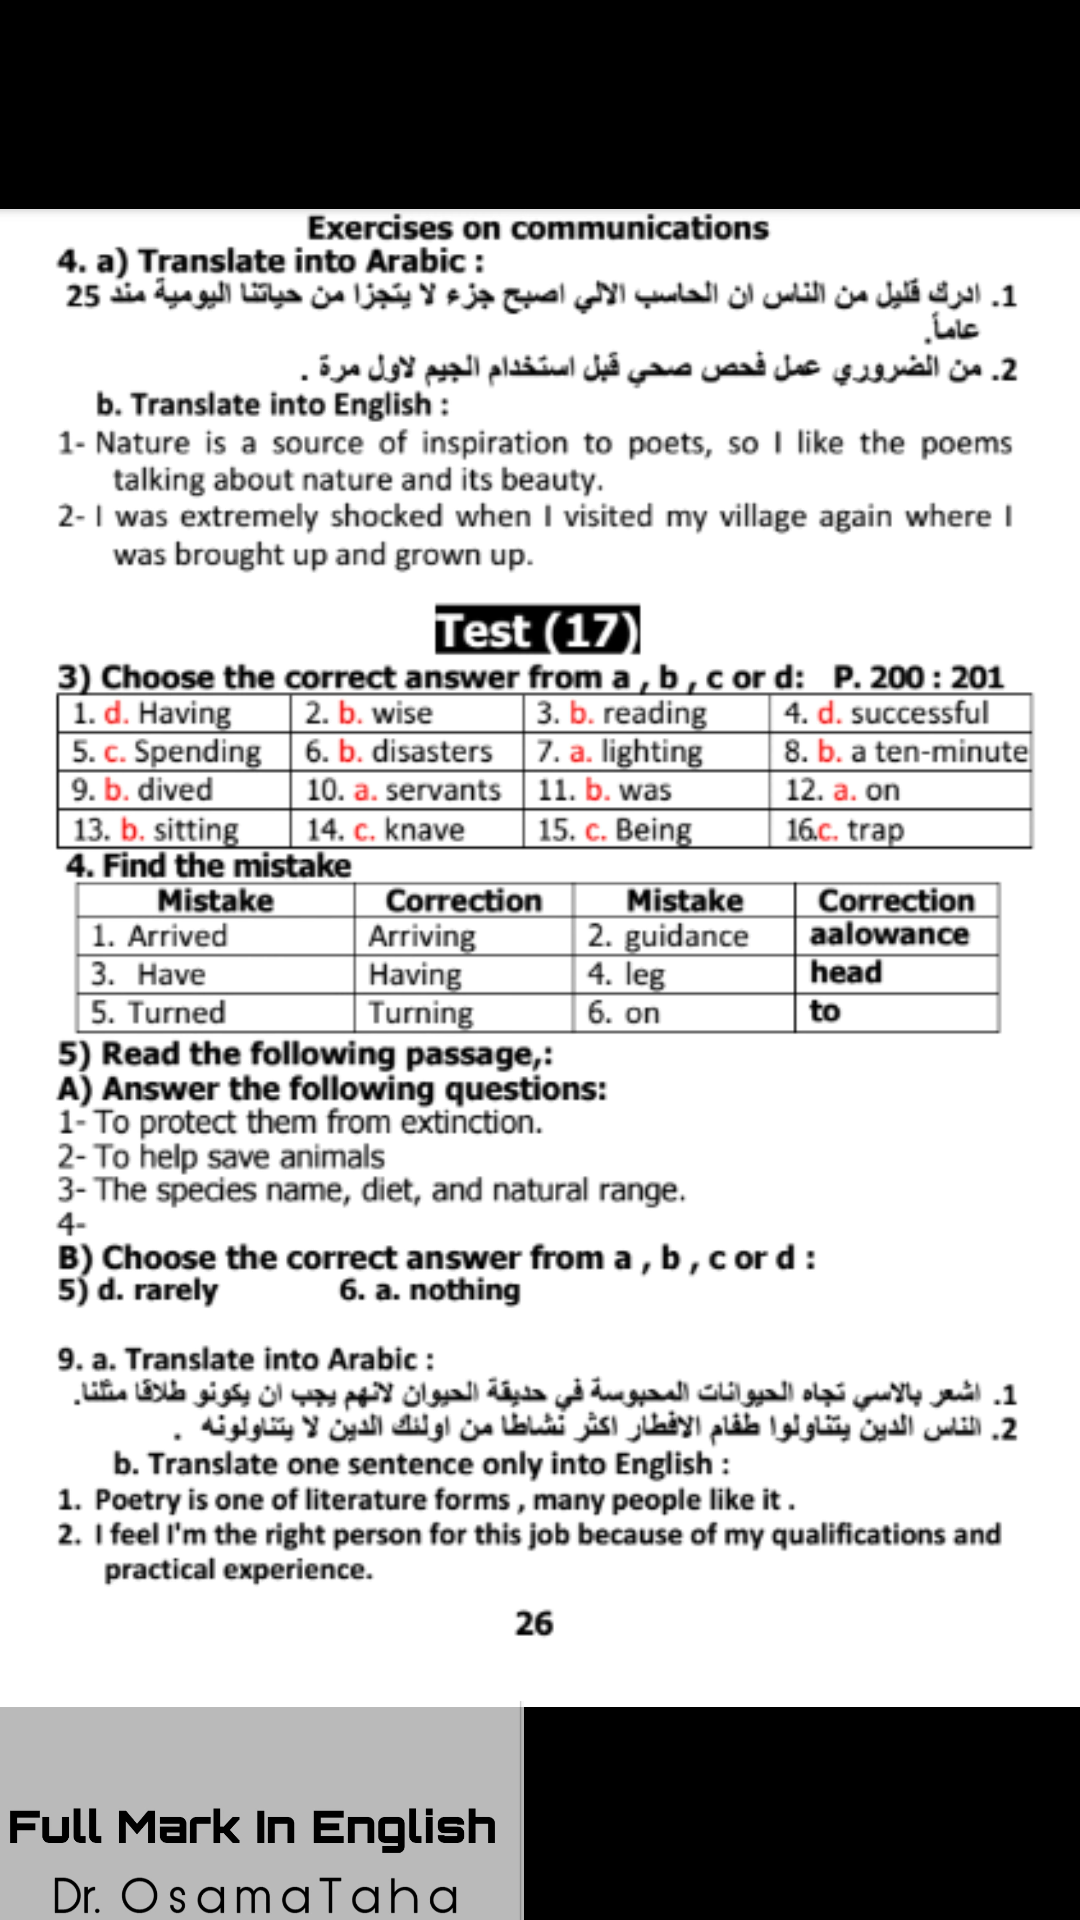 Exercises on communications
4. a) Translate into Arabic :
1. ادرك قليل من الناس ان الحاسب الالي اصبح جزء لا يتجزا من حياتنا اليومية مند 25
عاماً.
2. من الضروري عمل فحص صحي قبل استخدام الجيم لاول مرة .
b. Translate into English :
1- Nature is a source of inspiration to poets, so I like the poems
talking about nature and its beauty.
2- I was extremely shocked when I visited my village again where I
was brought up and grown up.
Test (17)
3) Choose the correct answer from a , b , c or d: P. 200 : 201
1. d. Having 2. b. wise 3. b. reading 4. d. successful
5. c. Spending 6. b. disasters 7. a. lighting 8. b. a ten-minute
9. b. dived 10. a. servants 11. b. was 12. a. on
13. b. sitting 14. c. knave 15. c. Being 16.c. trap
4. Find the mistake
Mistake Correction Mistake Correction
1. Arrived Arriving 2. guidance aalowance
3. Have Having 4. leg head
5. Turned Turning 6. on to
5) Read the following passage,:
A) Answer the following questions:
1- To protect them from extinction.
2- To help save animals
3- The species name, diet, and natural range.
4-
B) Choose the correct answer from a , b , c or d :
5) d. rarely 6. a. nothing
9. a. Translate into Arabic :
1. اشعر بالاسي تجاه الحيوانات المحبوسة في حديقة الحيوان لانهم يجب ان يكونو طلاقا مثلنا.
2. الناس الدين يتناولوا طفام الافطار اكثر نشاطا من اولنك الدين لا يتناولونه .
b. Translate one sentence only into English :
1. Poetry is one of literature forms , many people like it .
2. I feel I'm the right person for this job because of my qualifications and
practical experience.
26
Full Mark In English
Dr. OsamaTaha